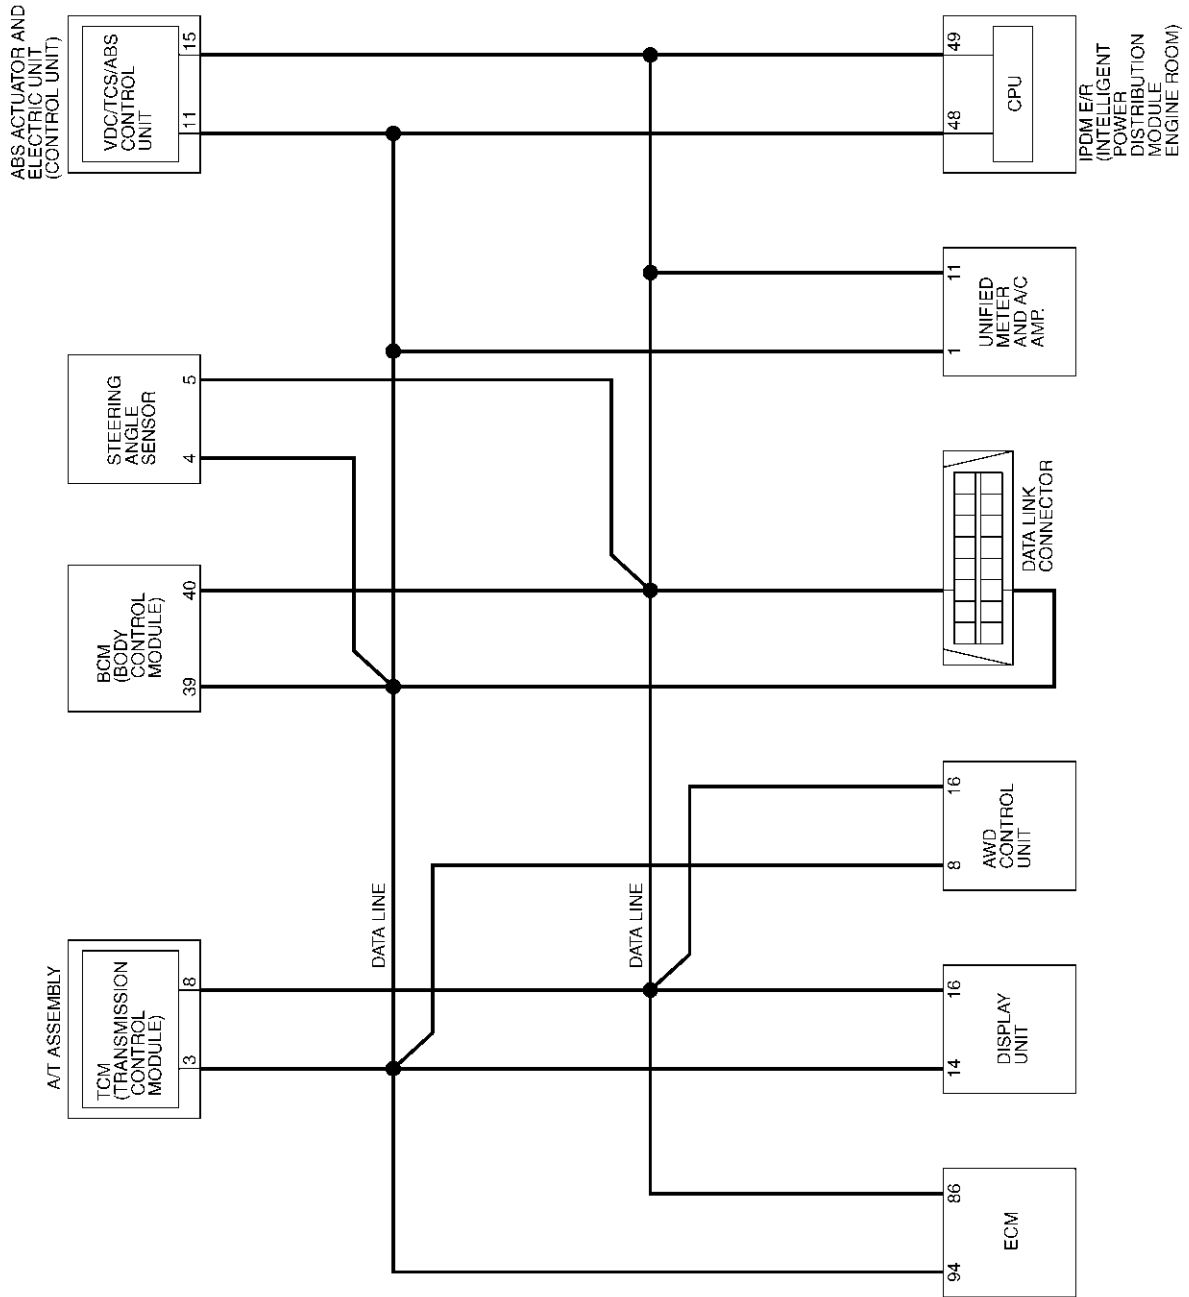 A/T ASSEMBLY
TCM
(TRANSMISSION
CONTROL
MODULE)
3
8
BCM
(BODY
CONTROL
MODULE)
39
40
STEERING
ANGLE
SENSOR
4
5
ABS ACTUATOR AND
ELECTRIC UNIT
(CONTROL UNIT)
VDC/TCS/ABS
CONTROL
UNIT
11
15
DATA LINE
DATA LINE
94
86
ECM
14
16
DISPLAY
UNIT
8
16
AWD
CONTROL
UNIT
DATA LINK
CONNECTOR
1
11
UNIFIED
METER
AND A/C
AMP.
48
49
CPU
IPDM E/R
(INTELLIGENT
POWER
DISTRIBUTION
MODULE
ENGINE ROOM)